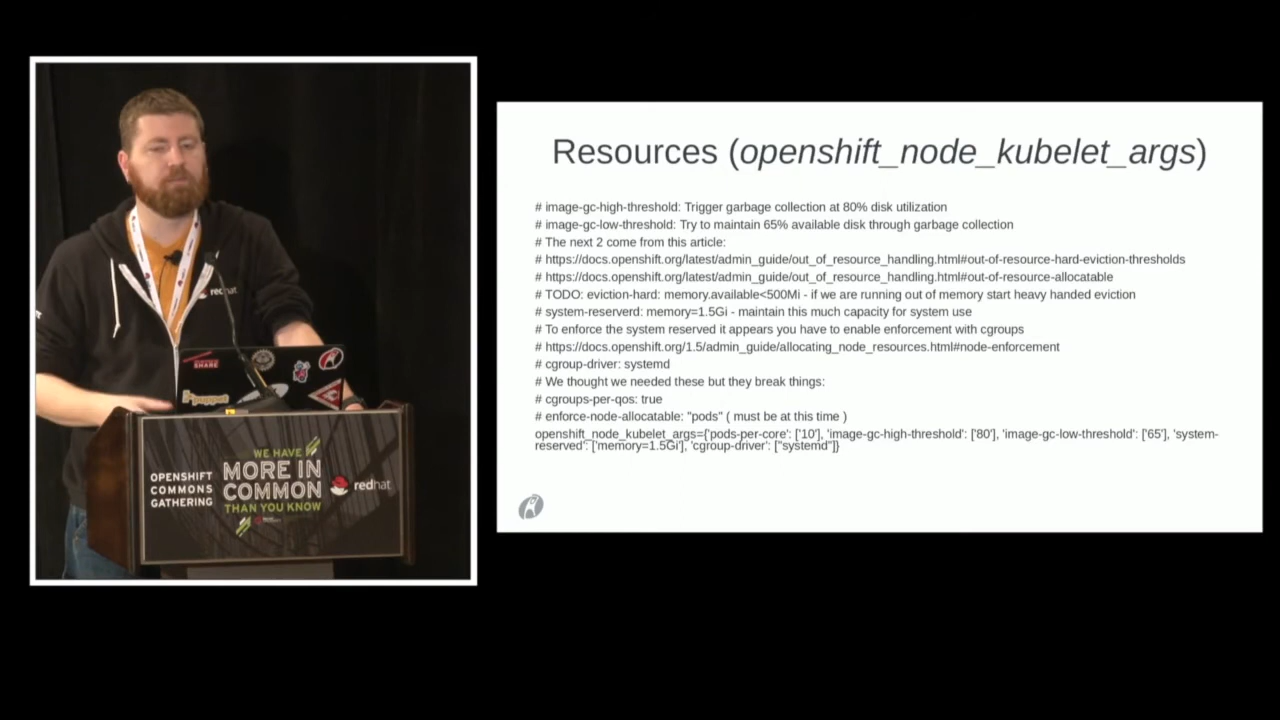 Resources (openshift_node_kubelet_args)
# image-gc-high-threshold: Trigger garbage collection at 80% disk utilization
# image-gc-low-threshold: Try to maintain 65% available disk through garbage collection
# The next 2 come from this article:
# https://docs.openshift.org/latest/admin_guide/out_of_resource_handling.html#out-of-resource-hard-eviction-thresholds
# https://docs.openshift.org/latest/admin_guide/out_of_resource_handling.html#out-of-resource-allocatable
# TODO: eviction-hard: memory.available<500Mi - if we are running out of memory start heavy handed eviction
# system-reserverd: memory=1.5Gi - maintain this much capacity for system use
# To enforce the system reserved it appears you have to enable enforcement with cgroups
# https://docs.openshift.org/1.5/admin_guide/allocating_node_resources.html#node-enforcement
# cgroup-driver: systemd
# We thought we needed these but they break things:
# cgroups-per-qos: true
# enforce-node-allocatable: "pods" ( must be at this time )
openshift_node_kubelet_args={'pods-per-core': ['10'], 'image-gc-high-threshold': ['80'], 'image-gc-low-threshold': ['65'], 'system-
reserved': ['memory=1.5Gi'], 'cgroup-driver': ["systemd"]}
redhat
SHARE
puppet
OPENSHIFT
COMMONS
GATHERING
WE HAVE
MORE IN
COMMON
THAN YOU KNOW
redhat